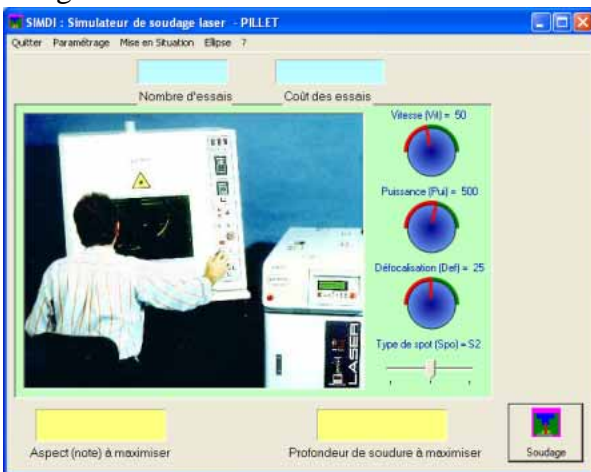 SIMDI : Simulateur de soudage laser - PILLET
Quitter Paramétrage Mise en Situation Ellipse ?
Nombre d'essais Coût des essais
Vitesse (Vit) = 50
Puissance (Pui) = 500
Défocalisation (Def) = 25
Type de spot (Spo) = S2
LASER
Aspect (note) à maximiser Profondeur de soudure à maximiser Soudage